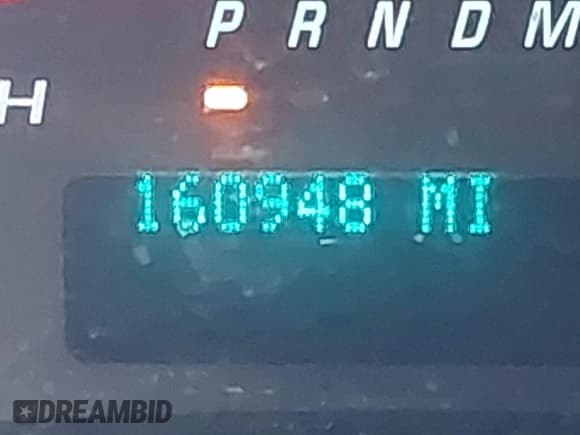 P R N D M
H
160948 MI
DREAMBID